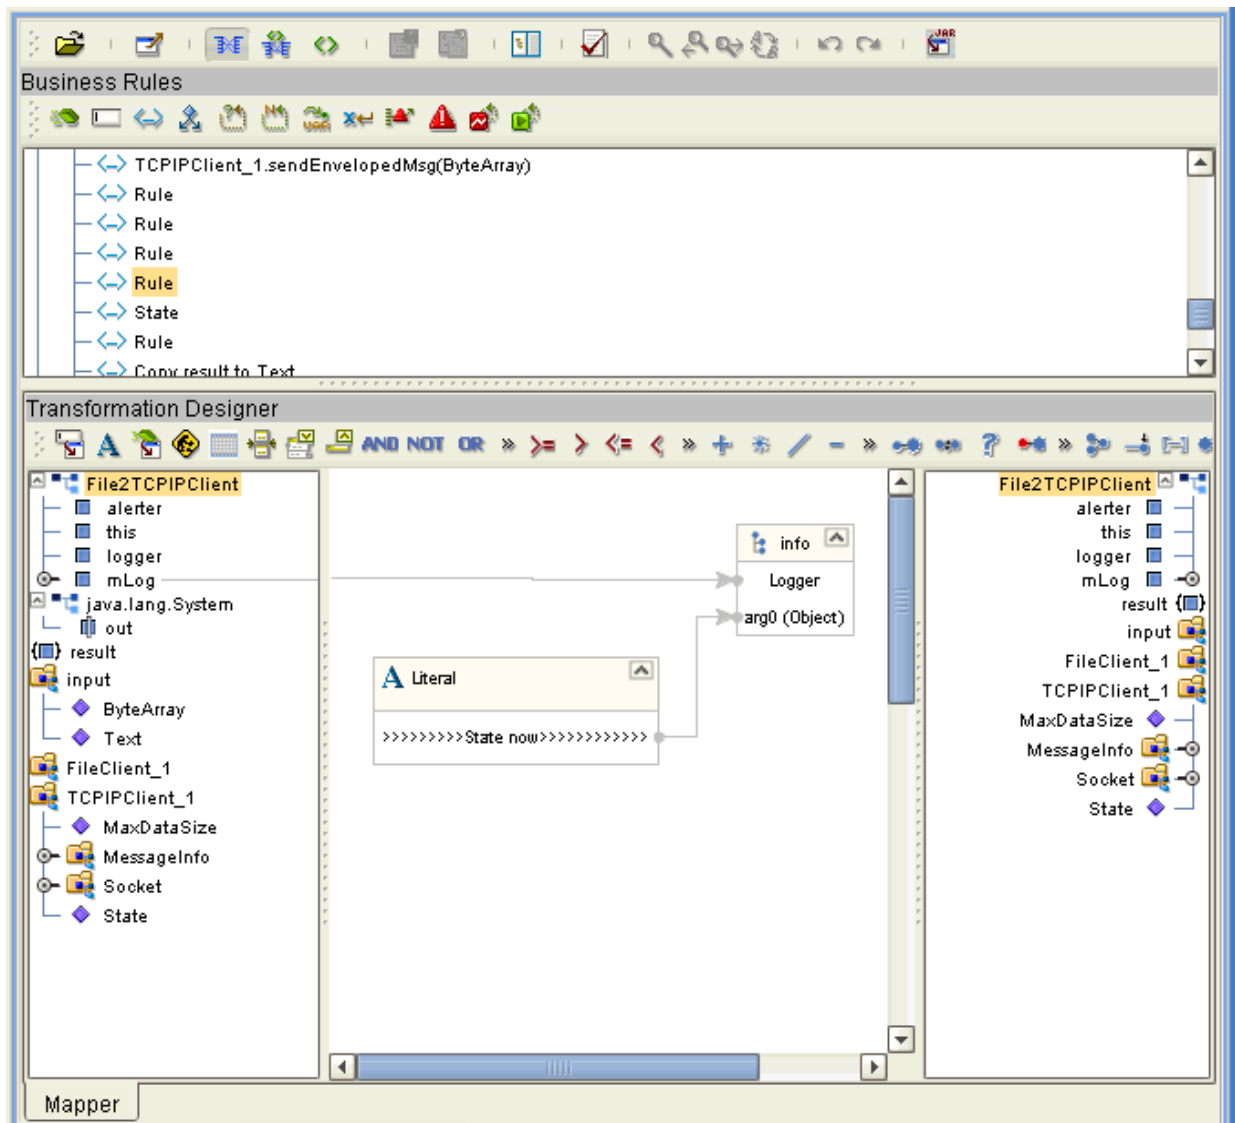 JAR
Business Rules
JAR
TCPIPClient_1.sendEnvelopedMsg(ByteArray)
Rule
Rule
Rule
Rule
State
Rule
Copy result to Text
Transformation Designer
AND NOT OR » >= > <= < » + / - » ? » [--]
File2TCPIPClient
alerter
this
logger
mLog
java.lang.System
out
result
input
ByteArray
Text
FileClient_1
TCPIPClient_1
MaxDataSize
MessageInfo
Socket
State
info
Logger
arg0 (Object)
A Literal
>>>>>>>>>State now>>>>>>>>>>>>
File2TCPIPClient
alerter
this
logger
mLog
result
input
FileClient_1
TCPIPClient_1
MaxDataSize
MessageInfo
Socket
State
Mapper